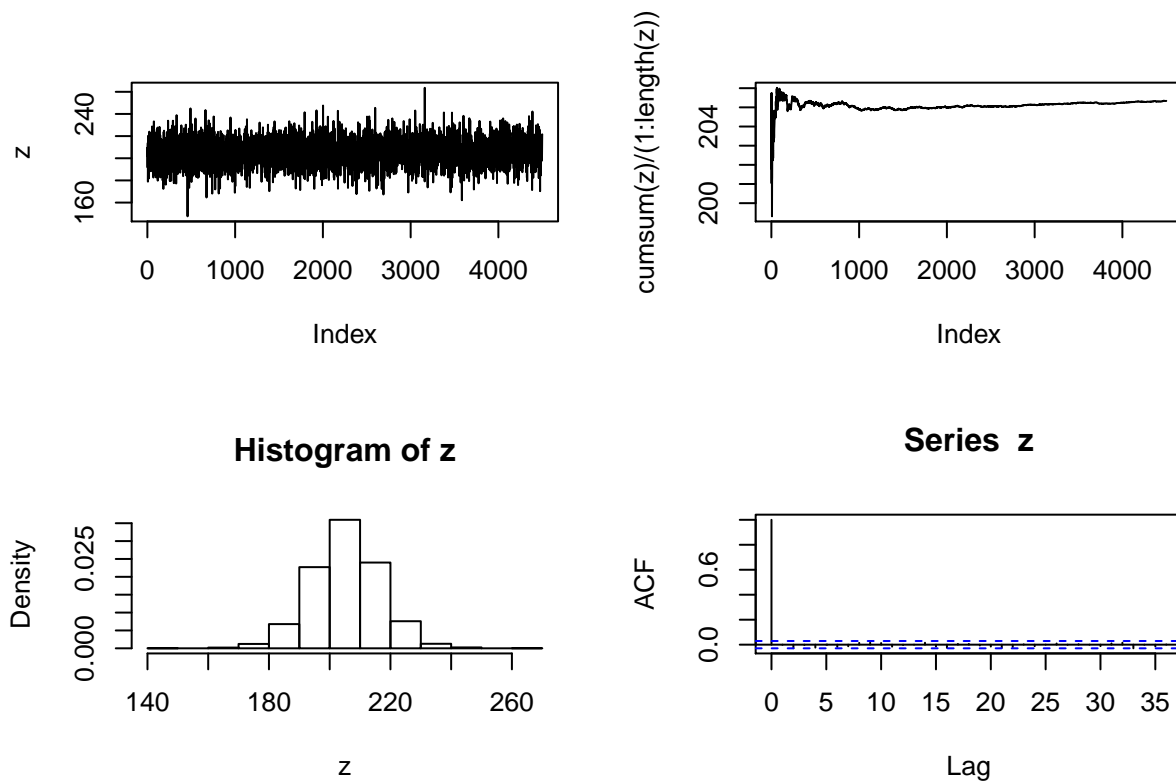 z
160 240
0 1000 2000 3000 4000
Index
cumsum(z)/(1:length(z))
200 204
0 1000 2000 3000 4000
Index
Histogram of z
Density
0.000 0.025
140 180 220 260
z
Series z
ACF
0.0 0.6
0 5 10 15 20 25 30 35
Lag